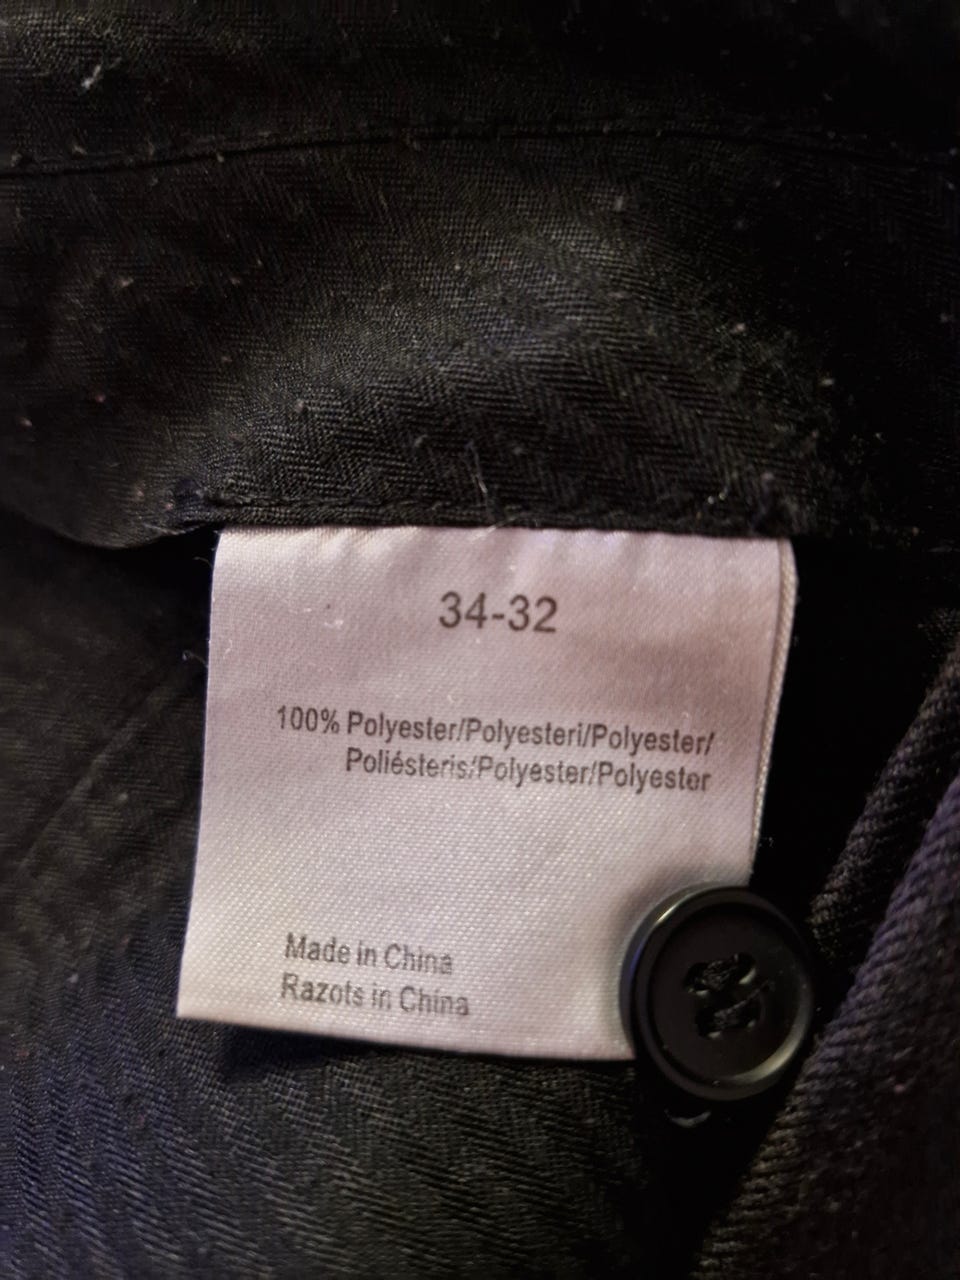 34-32
100% Polyester/Polyesteri/Polyester/
Poliésteris/Polyester/Polyester
Made in China
Razots in China